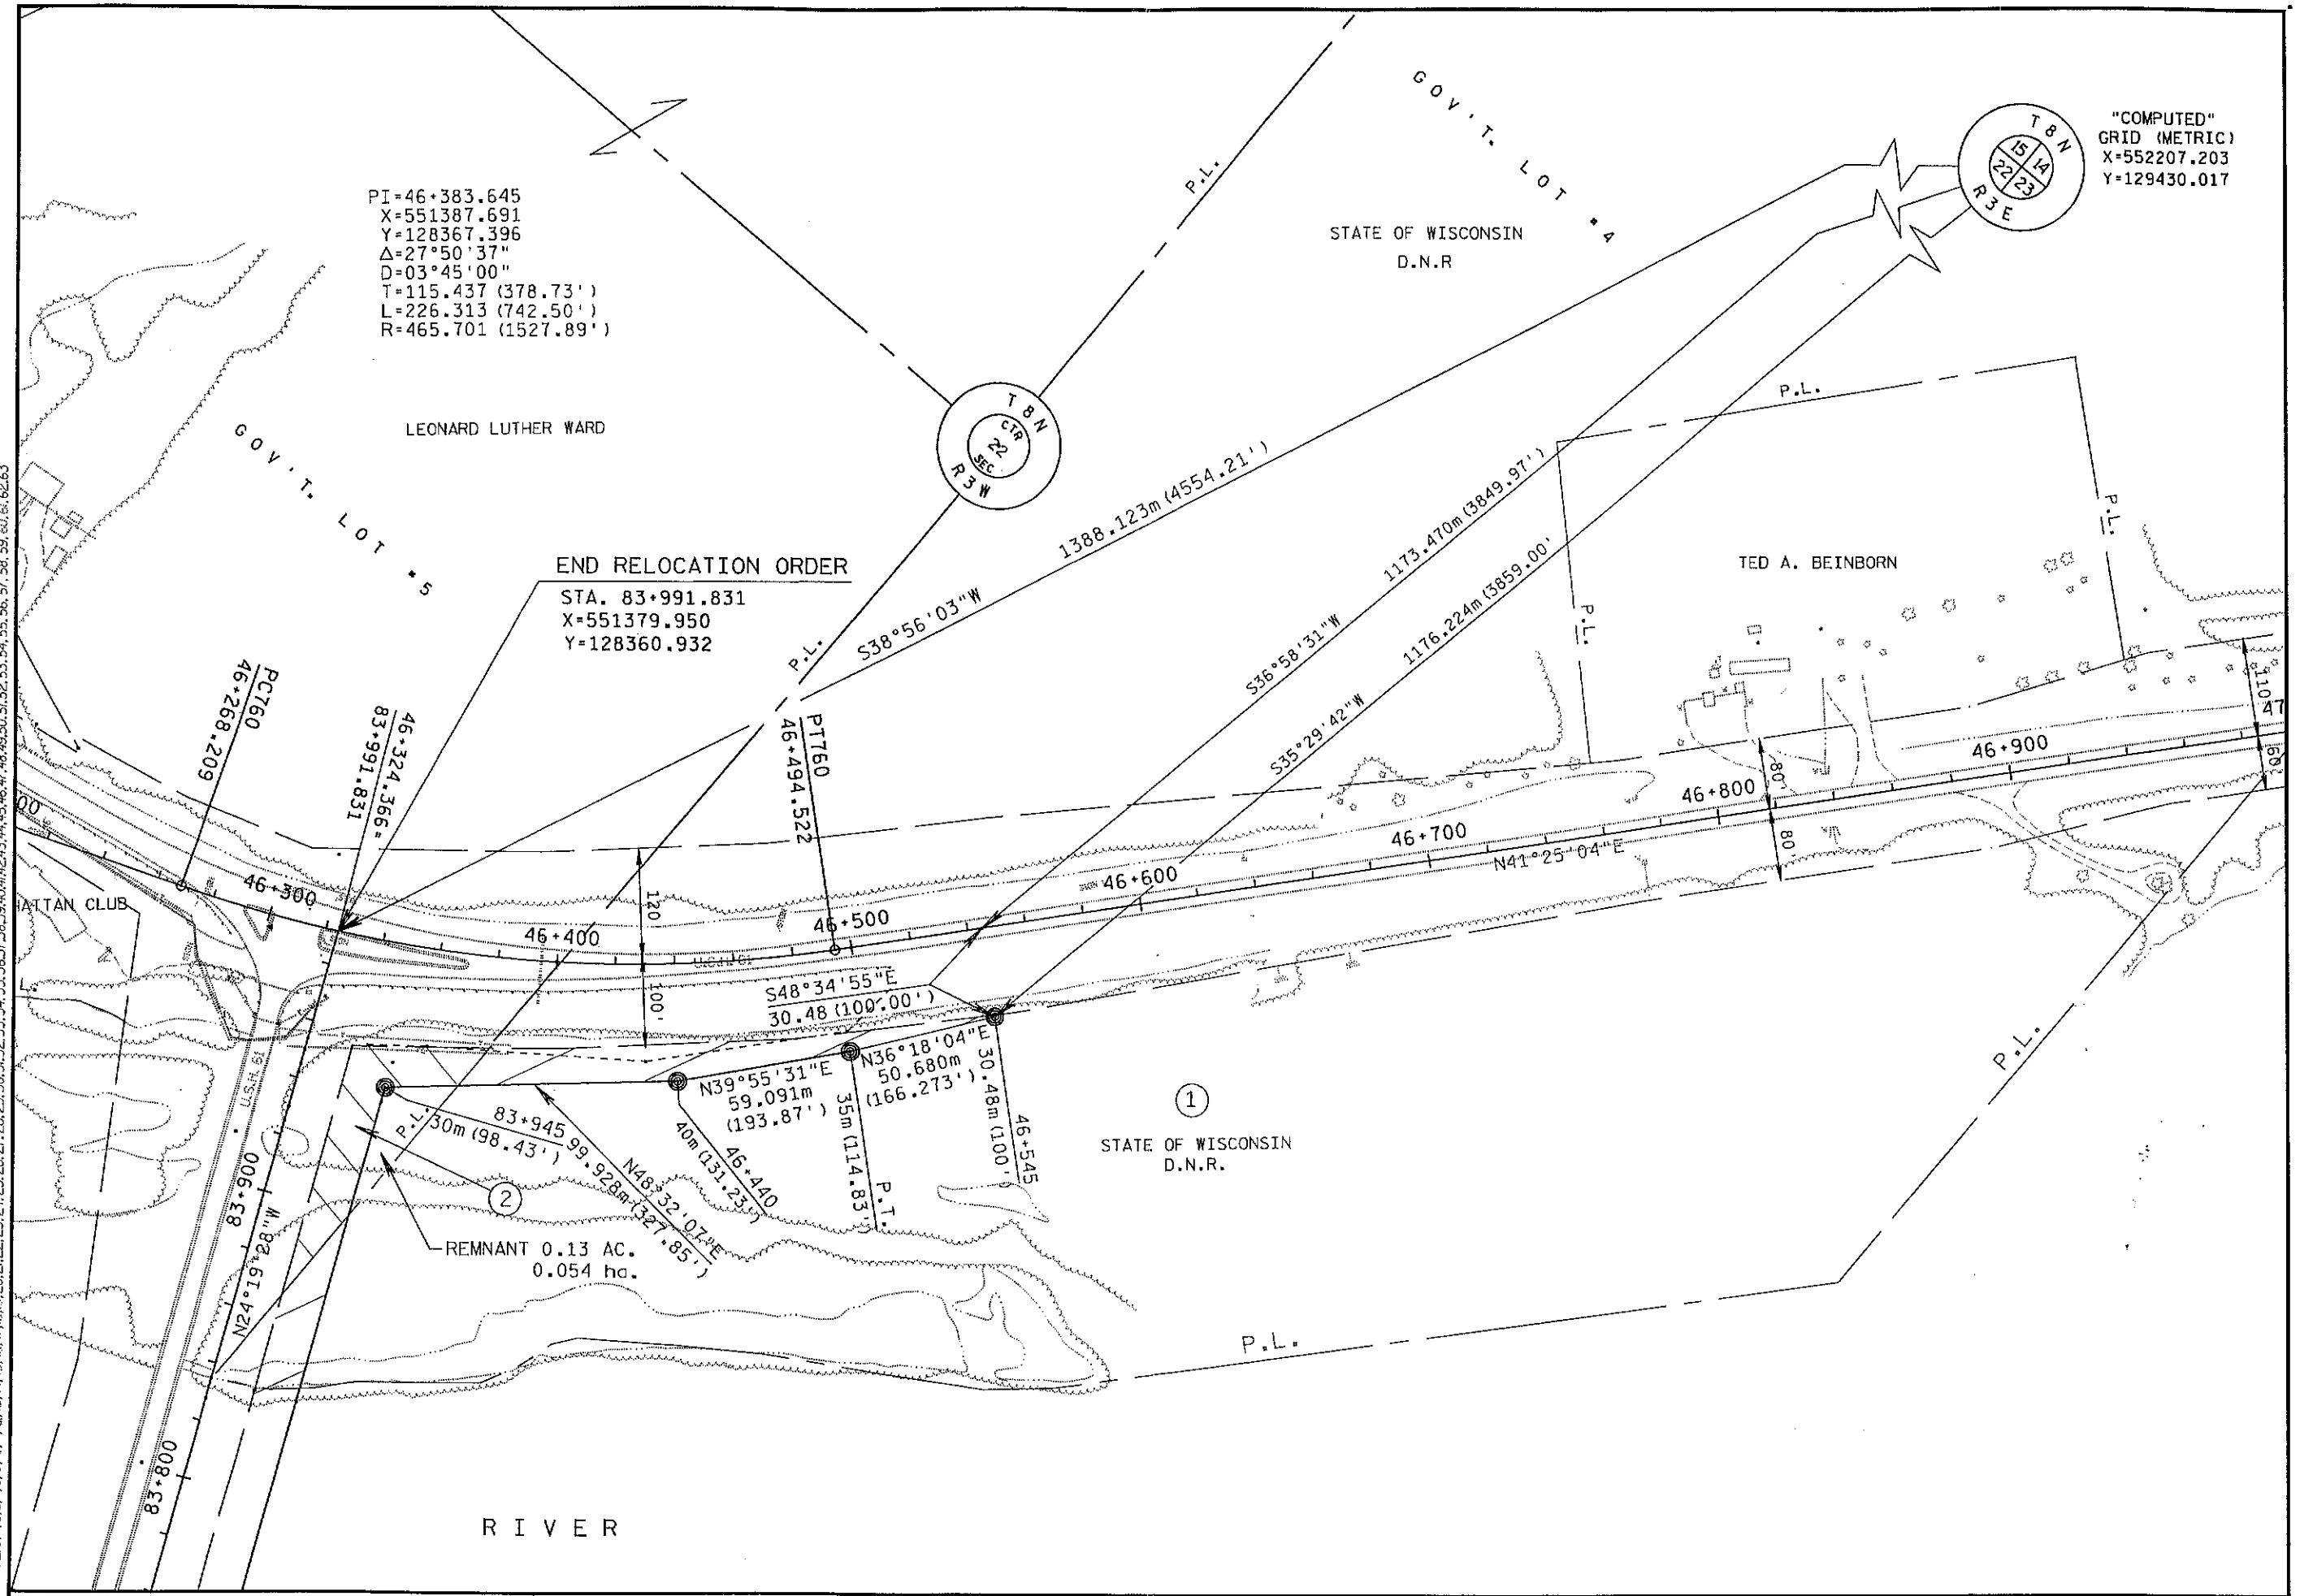 "COMPUTED"
GRID (METRIC)
X=552207.203
Y=129430.017
T 8 N
15 14
22 23
R 3 E
GOV'T. LOT #4
P.L.
STATE OF WISCONSIN
D.N.R
PI=46+383.645
X=551387.691
Y=128367.396
Δ=27°50'37"
D=03°45'00"
T=115.437 (378.73')
L=226.313 (742.50')
R=465.701 (1527.89')
LEONARD LUTHER WARD
GOV'T. LOT #5
T 8 N
CTR
22
SEC.
R 3 W
P.L.
P.L.
P.L.
1388.123m (4554.21')
S38°56'03"W
1173.470m (3849.97')
S36°58'31"W
1176.224m (3859.00'
S35°29'42"W
TED A. BEINBORN
END RELOCATION ORDER
STA. 83+991.831
X=551379.950
Y=128360.932
P.L.
P.L.
PC760
46+268.209
46+324.366=
83+991.831
PT760
46+494.522
110'
47
60'
46+900
80'
46+800
80'
46+700
N41°25'04"E
46+600
46+500
46+400
46+300
00
120'
100'
HATTAN CLUB
L.
U.S.H. 61
S48°34'55"E
30.48 (100.00')
N36°18'04"E
50.680m
(166.273')
30.48m (100')
46+545
N39°55'31"E
59.091m
(193.87')
35m (114.83')
P.T.
46+440
40m (131.23')
83+945
30m (98.43')
N48°32'07"E
99.928m (327.85')
P.L.
1
STATE OF WISCONSIN
D.N.R.
2
REMNANT 0.13 AC.
0.054 ha.
U.S.H. 61
83+900
N24°19'28"W
83+800
P.L.
P.L.
RIVER